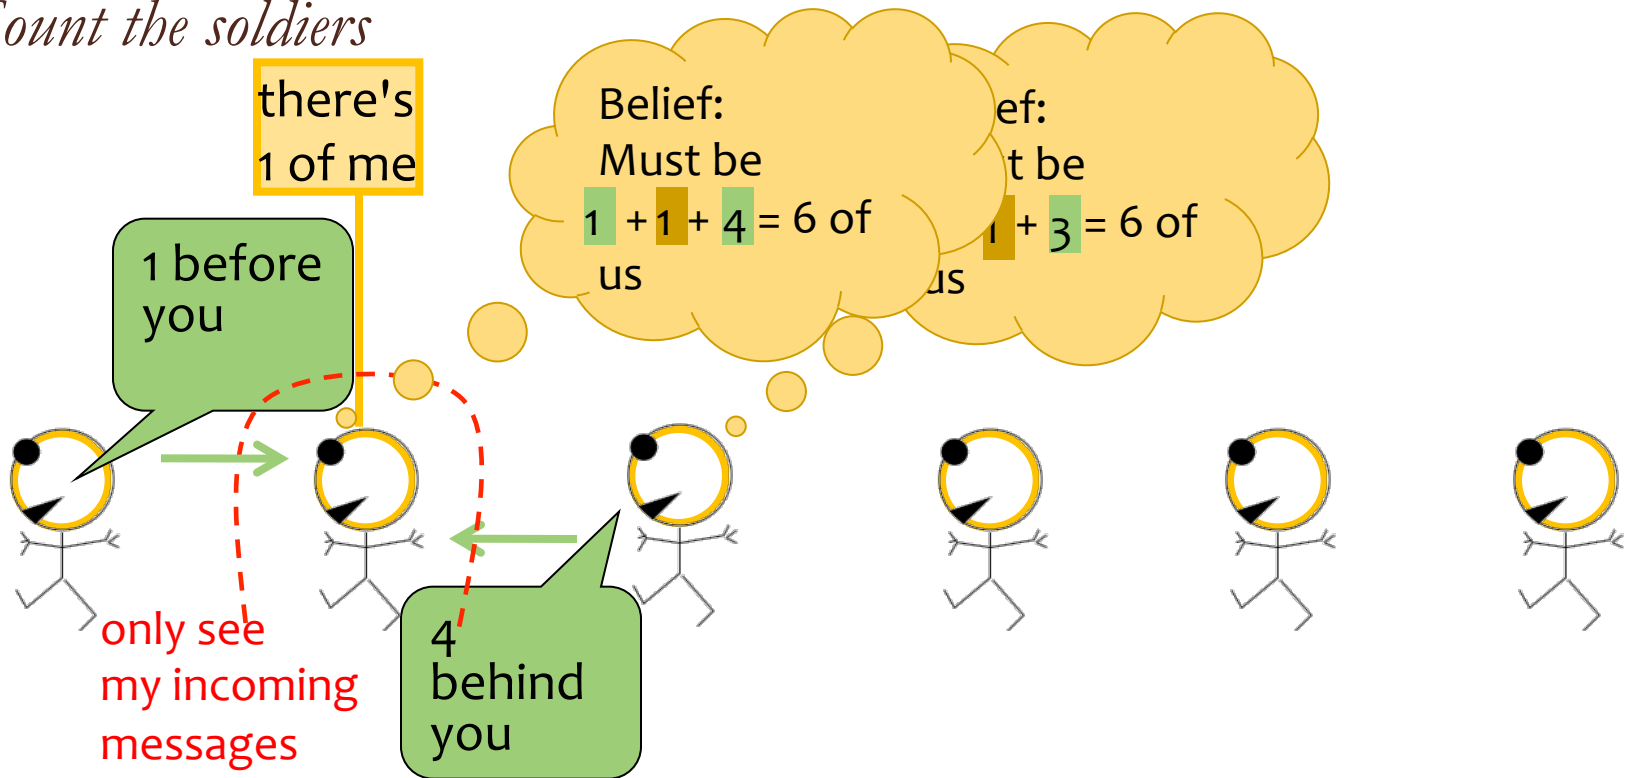 ount the soldiers
there's
1 of me
Belief:
Must be
1 + 1 + 4 = 6 of
us
ef:
t be
1 + 3 = 6 of
us
1 before
you
only see
my incoming
messages
4
behind
you